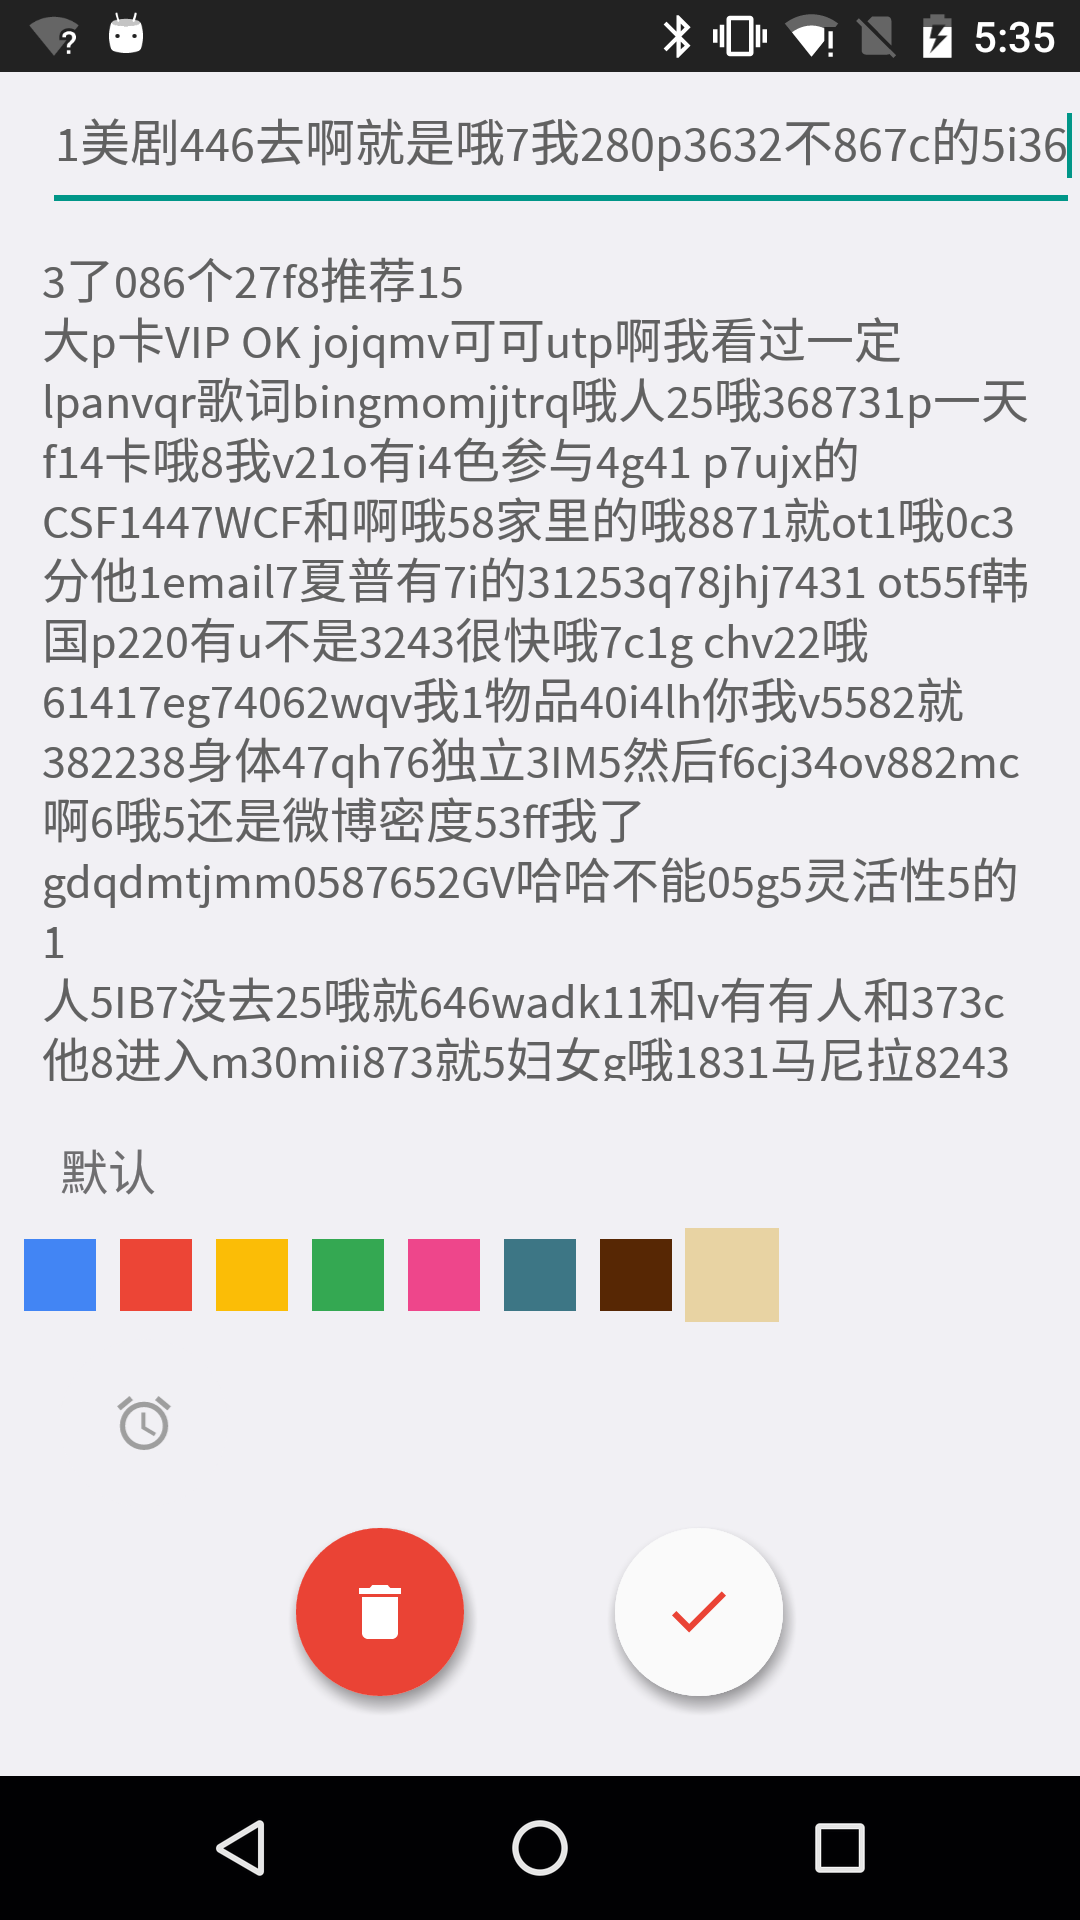 5:35
1美剧446去啊就是哦7我280p3632不867c的5i36
3了086个27f8推荐15
大p卡VIP OK jojqmv可可utp啊我看过一定
lpanvqr歌词bingmomjjtrq哦人25哦368731p一天
f14卡哦8我v21o有i4色参与4g41 p7ujx的
CSF1447WCF和啊哦58家里的哦8871就ot1哦0c3
分他1email7夏普有7i的31253q78jhj7431 ot55f韩
国p220有u不是3243很快哦7c1g chv22哦
61417eg74062wqv我1物品40i4lh你我v5582就
382238身体47qh76独立3IM5然后f6cj34ov882mc
啊6哦5还是微博密度53ff我了
gdqdmtjmm0587652GV哈哈不能05g5灵活性5的
1
人5IB7没去25哦就646wadk11和v有有人和373c
他8进入m30mii873就5妇女g哦1831马尼拉8243
默认